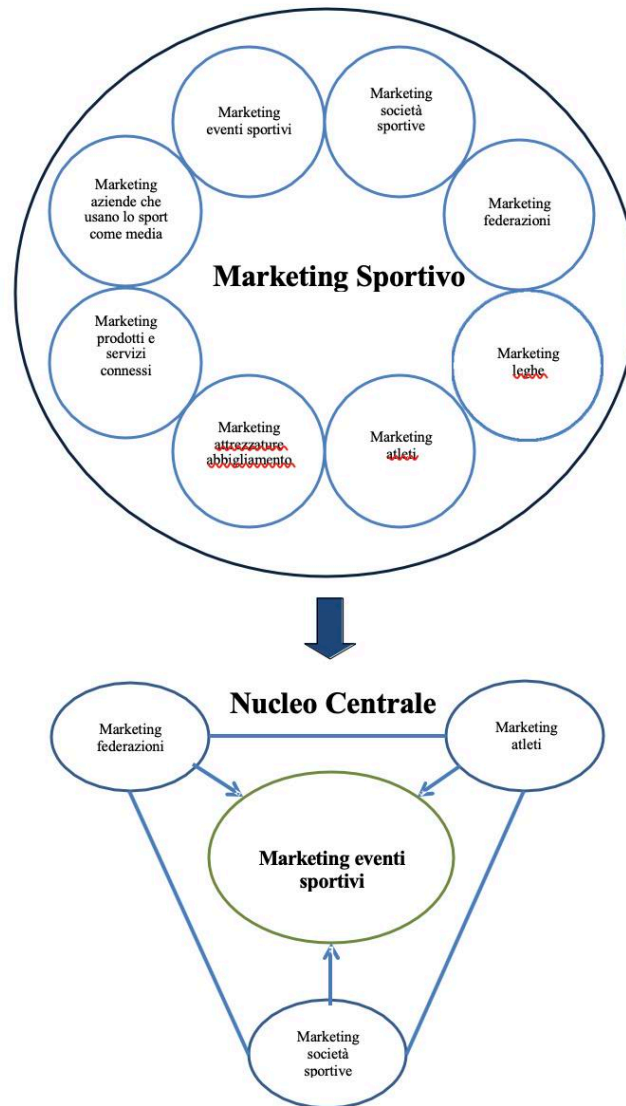 Marketing
eventi sportivi
Marketing
società
sportive
Marketing
aziende che
usano lo sport
come media
Marketing
federazioni
Marketing Sportivo
Marketing
prodotti e
servizi
connessi
Marketing
leghe
Marketing
attrezzature
abbigliamento
Marketing
atleti
Nucleo Centrale
Marketing
federazioni
Marketing
atleti
Marketing eventi
sportivi
Marketing
società
sportive